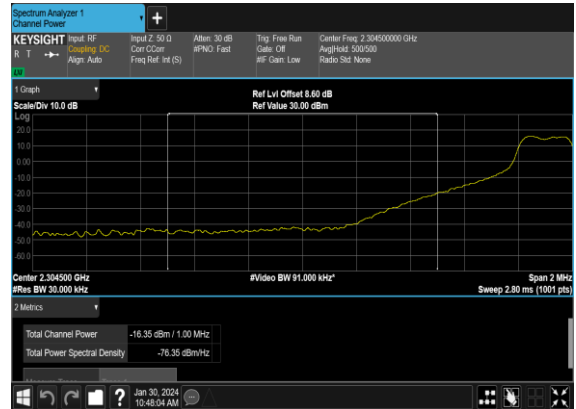 Spectrum Analyzer 1
Channel Power
KEYSIGHT
R T
LW
Input: RF
Coupling: DC
Align: Auto
Input Z: 50 Ω
Corr CCorr
Freq Ref: Int (S)
Atten: 30 dB
#PNO: Fast
Trig: Free Run
Gate: Off
#IF Gain: Low
Center Freq: 2.304500000 GHz
Avg|Hold: 500/500
Radio Std: None
1 Graph
Scale/Div 10.0 dB
Ref Lvl Offset 8.60 dB
Ref Value 30.00 dBm
Log
20.0
10.0
0.00
-10.0
-20.0
-30.0
-40.0
-50.0
-60.0
Center 2.304500 GHz
#Res BW 30.000 kHz
#Video BW 91.000 kHz*
Span 2 MHz
Sweep 2.80 ms (1001 pts)
2 Metrics
Total Channel Power -16.35 dBm / 1.00 MHz
Total Power Spectral Density -76.35 dBm/Hz
?
Jan 30, 2024
10:48:04 AM